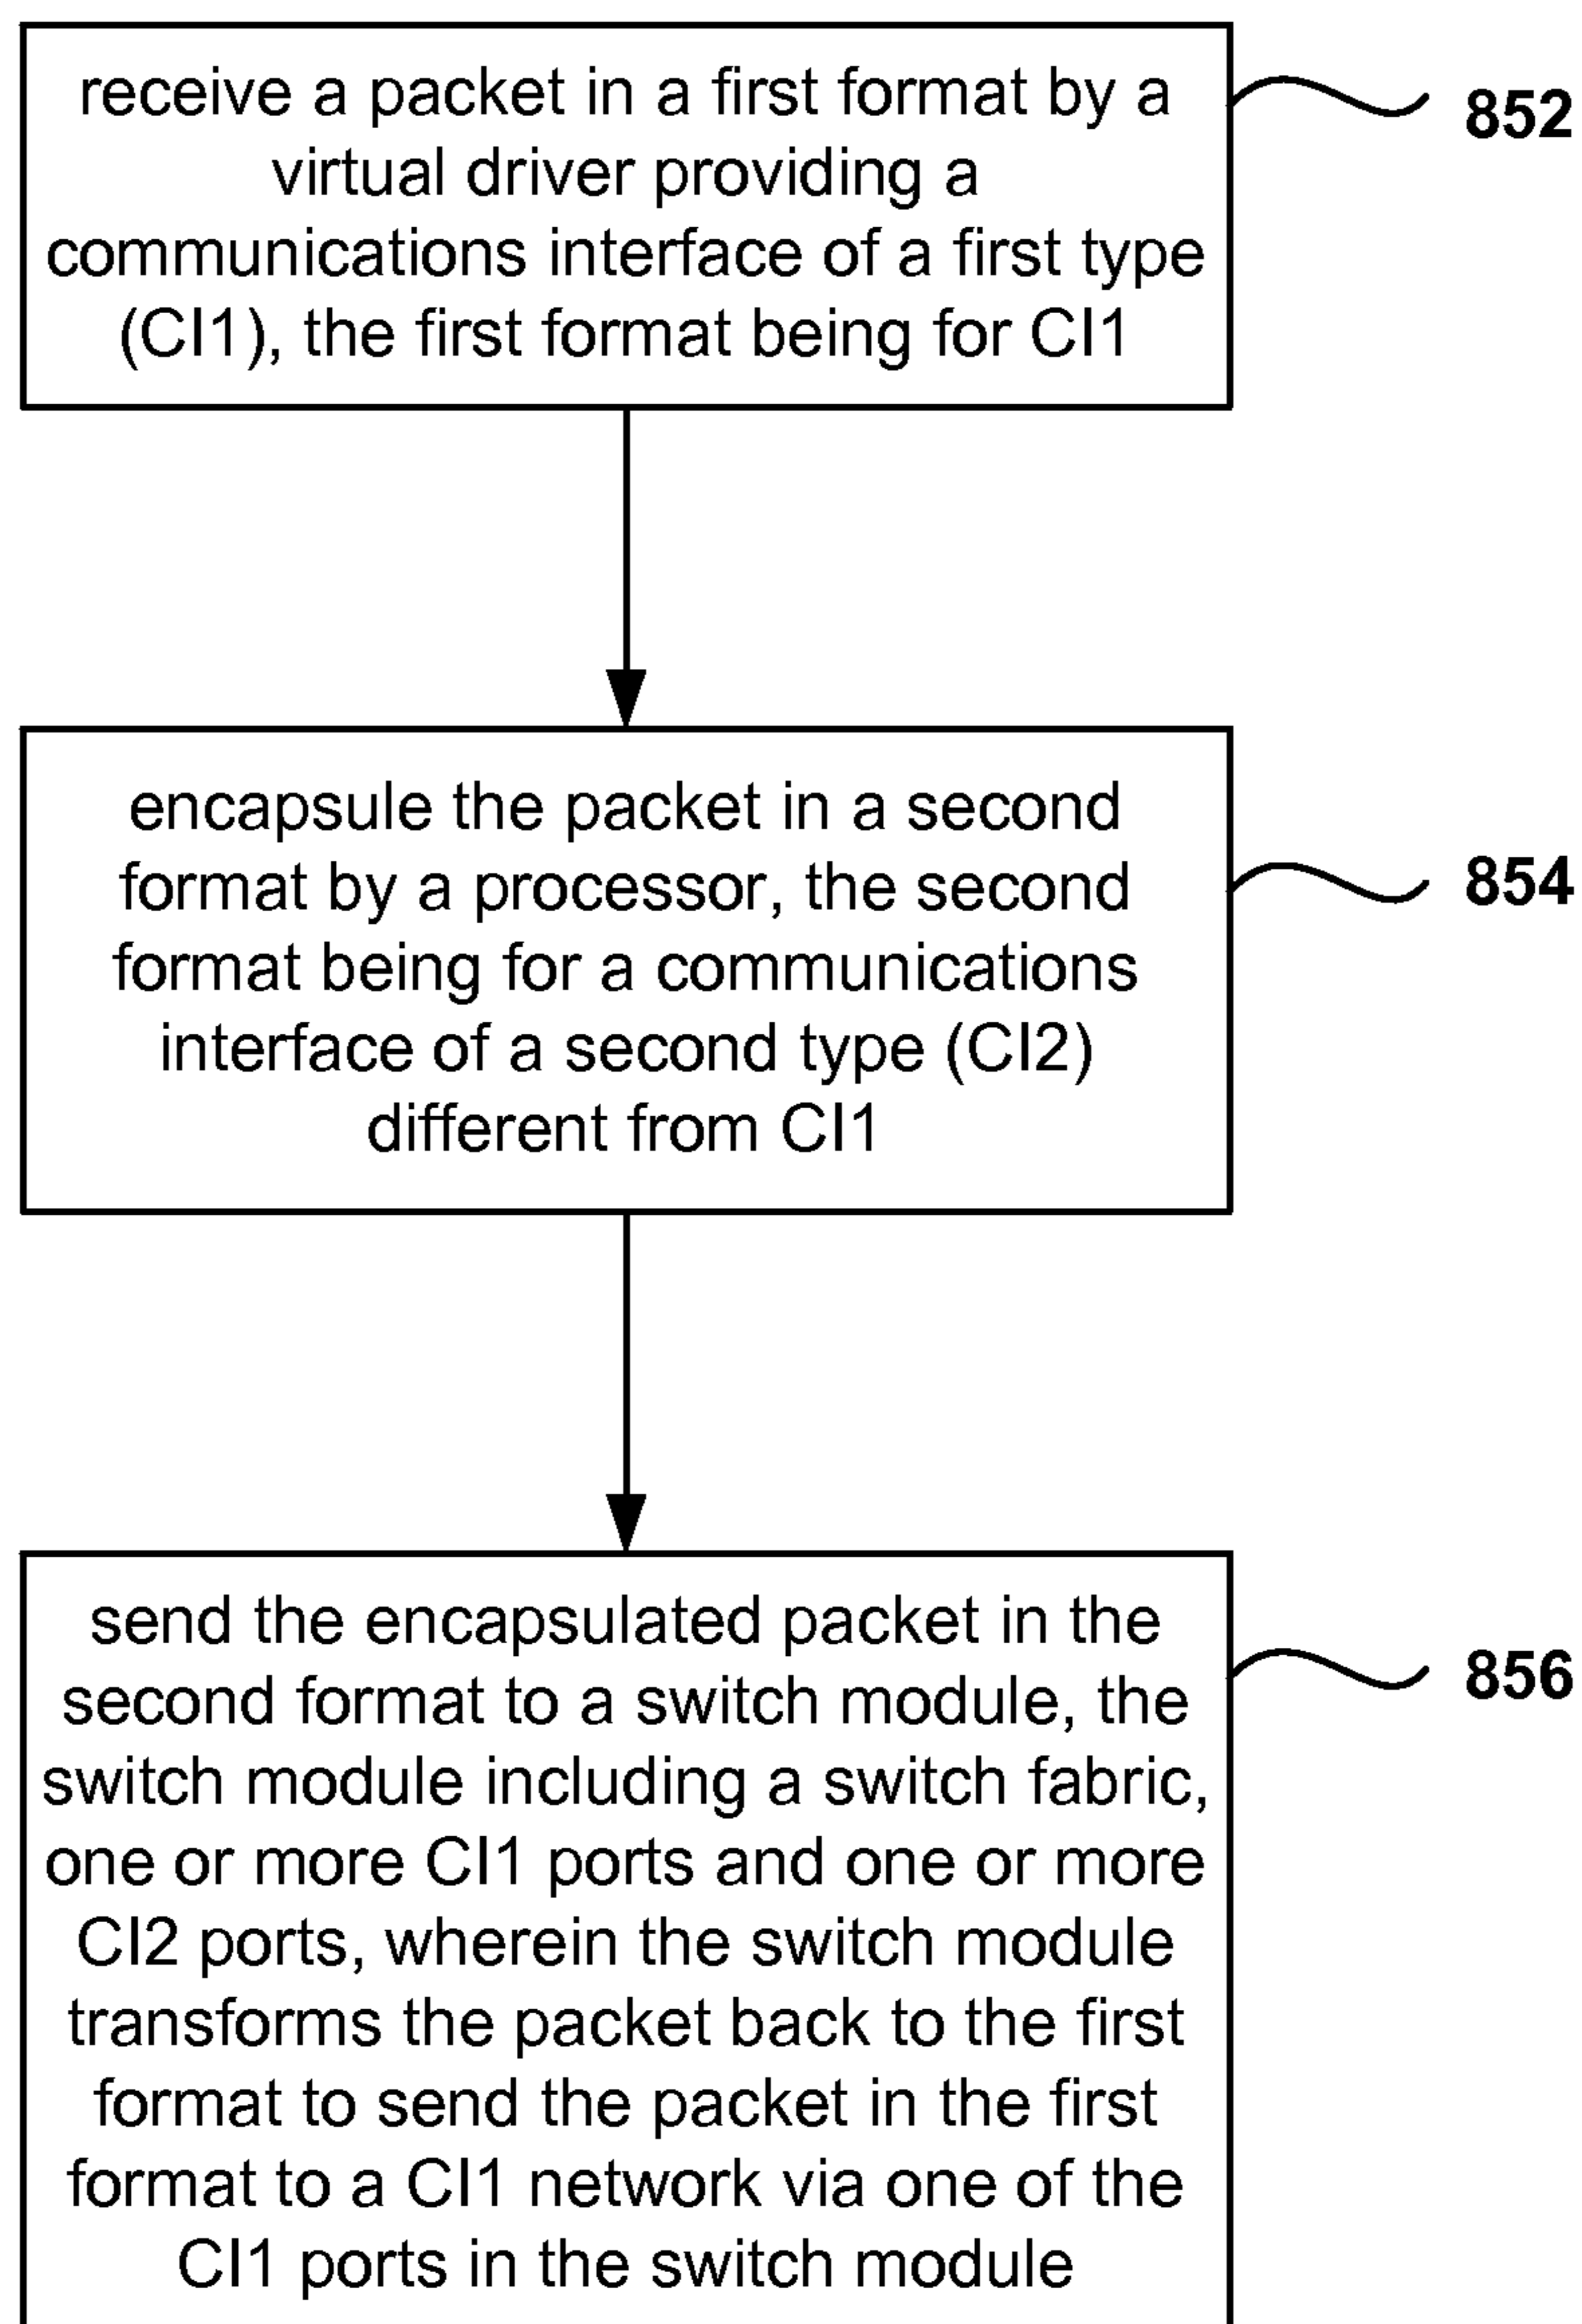 receive a packet in a first format by a
virtual driver providing a
communications interface of a first type
(CI1), the first format being for CI1
852
encapsule the packet in a second
format by a processor, the second
format being for a communications
interface of a second type (CI2)
different from CI1
854
send the encapsulated packet in the
second format to a switch module, the
switch module including a switch fabric,
one or more CI1 ports and one or more
CI2 ports, wherein the switch module
transforms the packet back to the first
format to send the packet in the first
format to a CI1 network via one of the
CI1 ports in the switch module
856